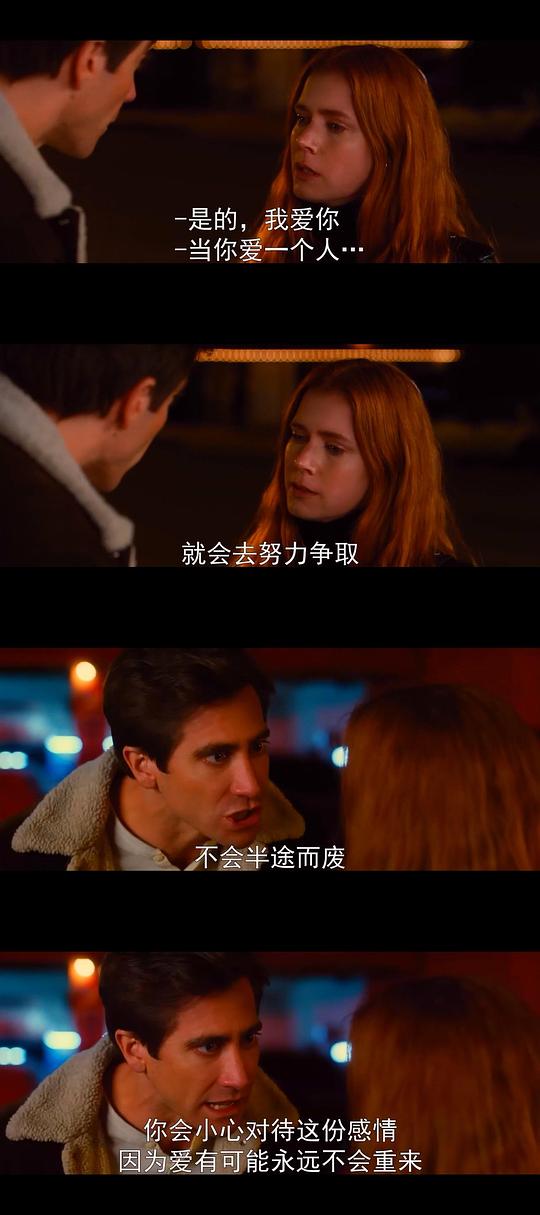 -是的，我爱你
-当你爱一个人…
就会去努力争取
不会半途而废
你会小心对待这份感情
因为爱有可能永远不会重来